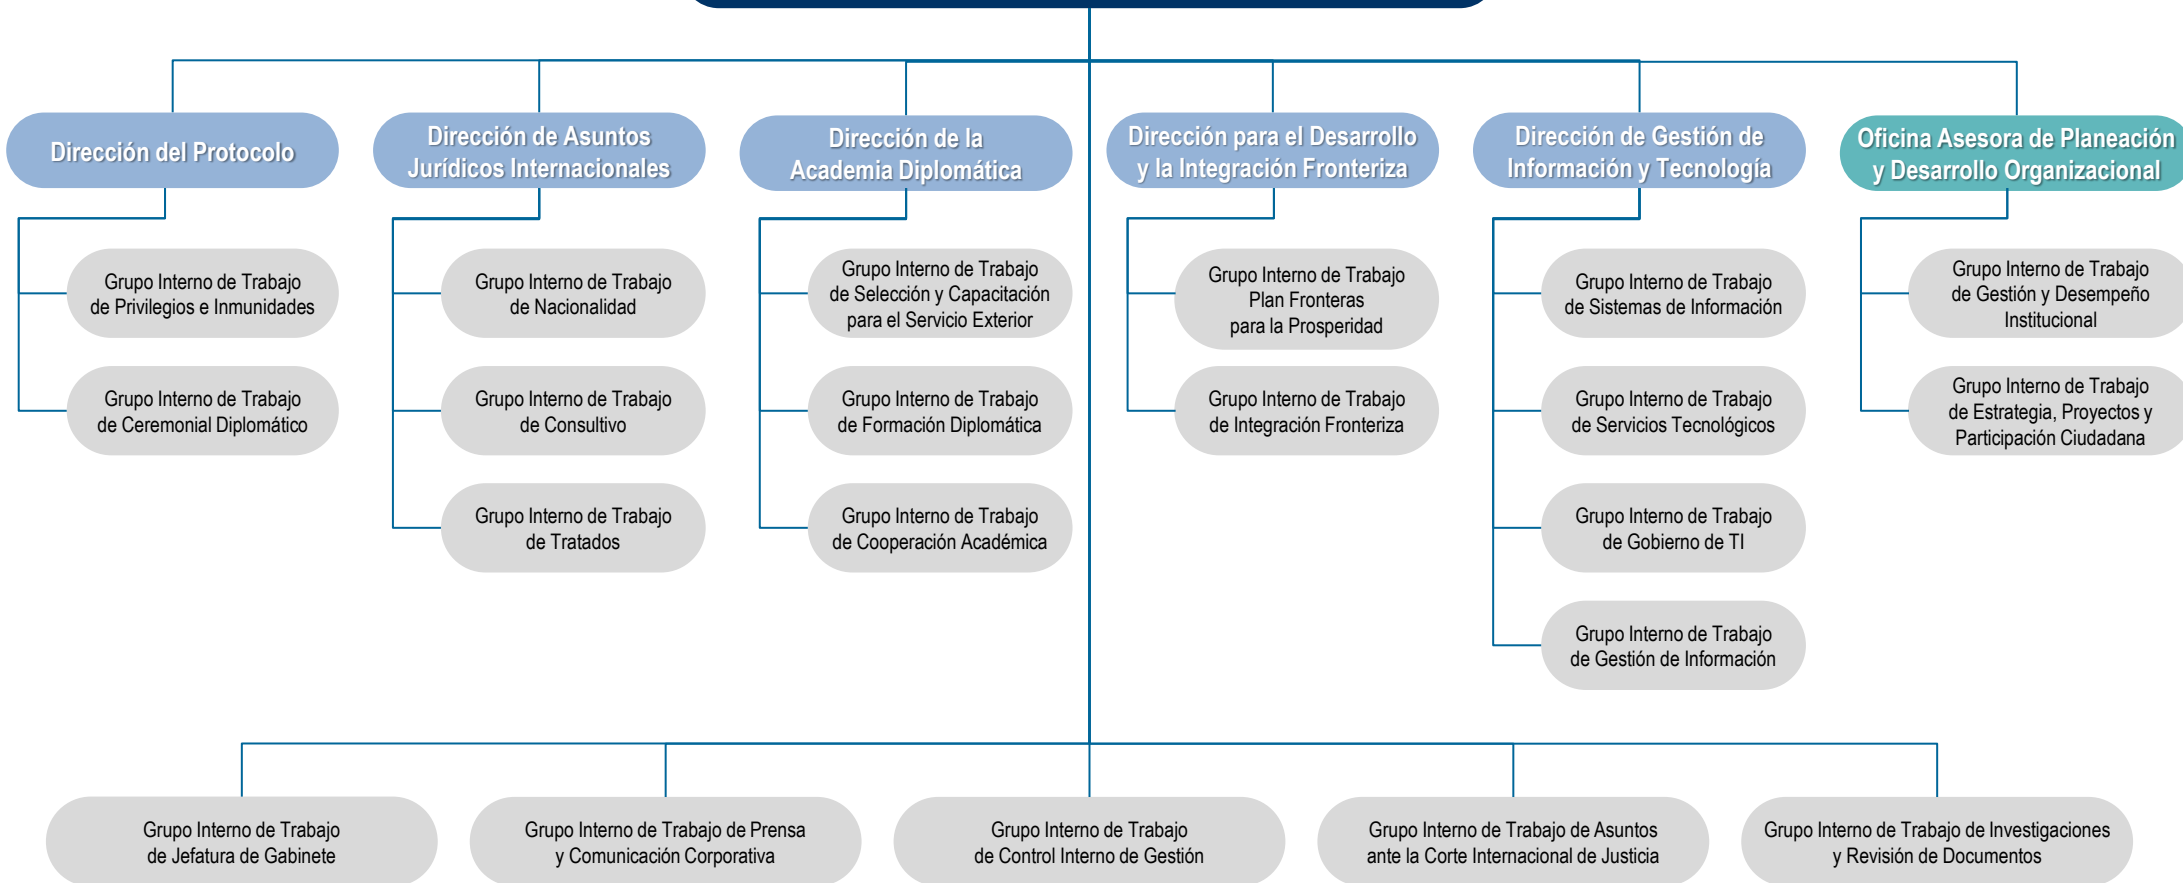 Dirección del Protocolo
Dirección de Asuntos
Jurídicos Internacionales
Dirección de la
Academia Diplomática
Dirección para el Desarrollo
y la Integración Fronteriza
Dirección de Gestión de
Información y Tecnología
Oficina Asesora de Planeación
y Desarrollo Organizacional
Grupo Interno de Trabajo
de Privilegios e Inmunidades
Grupo Interno de Trabajo
de Ceremonial Diplomático
Grupo Interno de Trabajo
de Nacionalidad
Grupo Interno de Trabajo
de Consultivo
Grupo Interno de Trabajo
de Tratados
Grupo Interno de Trabajo
de Selección y Capacitación
para el Servicio Exterior
Grupo Interno de Trabajo
de Formación Diplomática
Grupo Interno de Trabajo
de Cooperación Académica
Grupo Interno de Trabajo
Plan Fronteras
para la Prosperidad
Grupo Interno de Trabajo
de Integración Fronteriza
Grupo Interno de Trabajo
de Sistemas de Información
Grupo Interno de Trabajo
de Servicios Tecnológicos
Grupo Interno de Trabajo
de Gobierno de TI
Grupo Interno de Trabajo
de Gestión de Información
Grupo Interno de Trabajo
de Gestión y Desempeño
Institucional
Grupo Interno de Trabajo
de Estrategia, Proyectos y
Participación Ciudadana
Grupo Interno de Trabajo
de Jefatura de Gabinete
Grupo Interno de Trabajo de Prensa
y Comunicación Corporativa
Grupo Interno de Trabajo
de Control Interno de Gestión
Grupo Interno de Trabajo de Asuntos
ante la Corte Internacional de Justicia
Grupo Interno de Trabajo de Investigaciones
y Revisión de Documentos